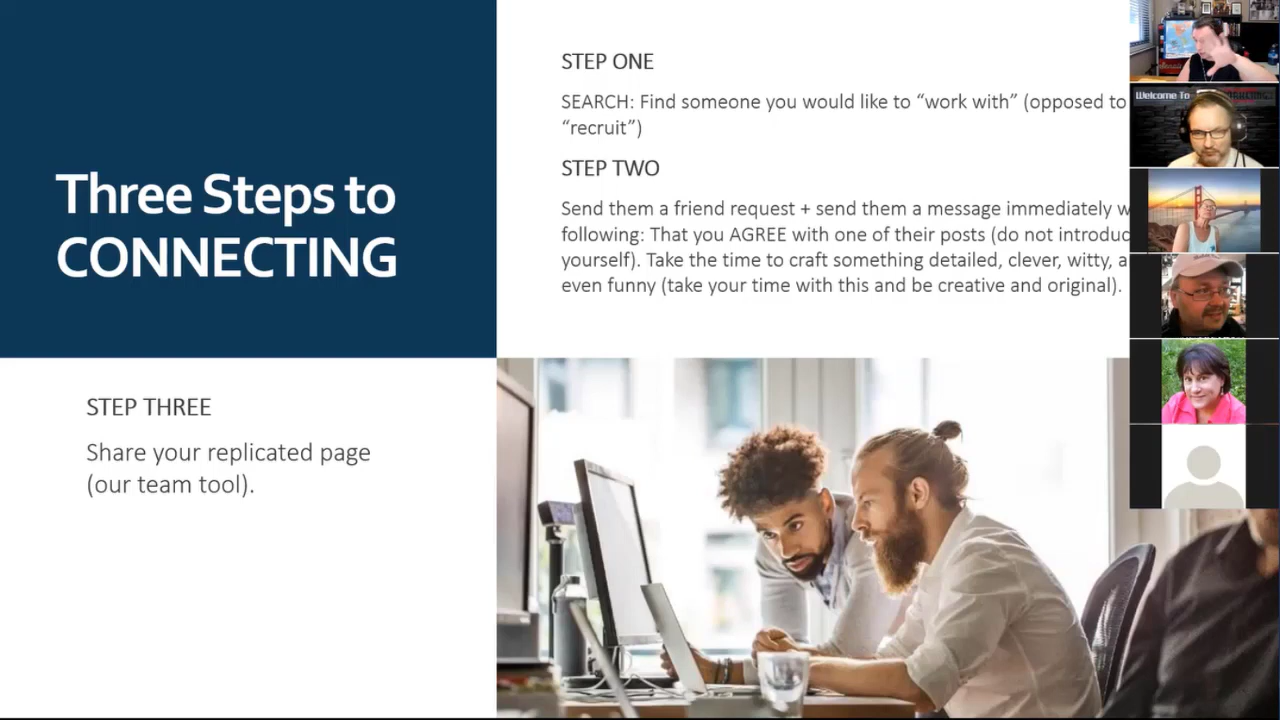 Three Steps to
CONNECTING
STEP ONE
SEARCH: Find someone you would like to “work with” (opposed to
“recruit”)
STEP TWO
Send them a friend request + send them a message immediately
following: That you AGREE with one of their posts (do not
yourself). Take the time to craft something detailed, clever, witty,
even funny (take your time with this and be creative and original).
STEP THREE
Share your replicated page
(our team tool).
Welcome To